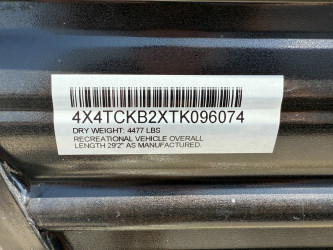 4X4TCKB2XTK096074
DRY WEIGHT: 4477 LBS
RECREATIONAL VEHICLE OVERALL
LENGTH 29'2" AS MANUFACTURED.